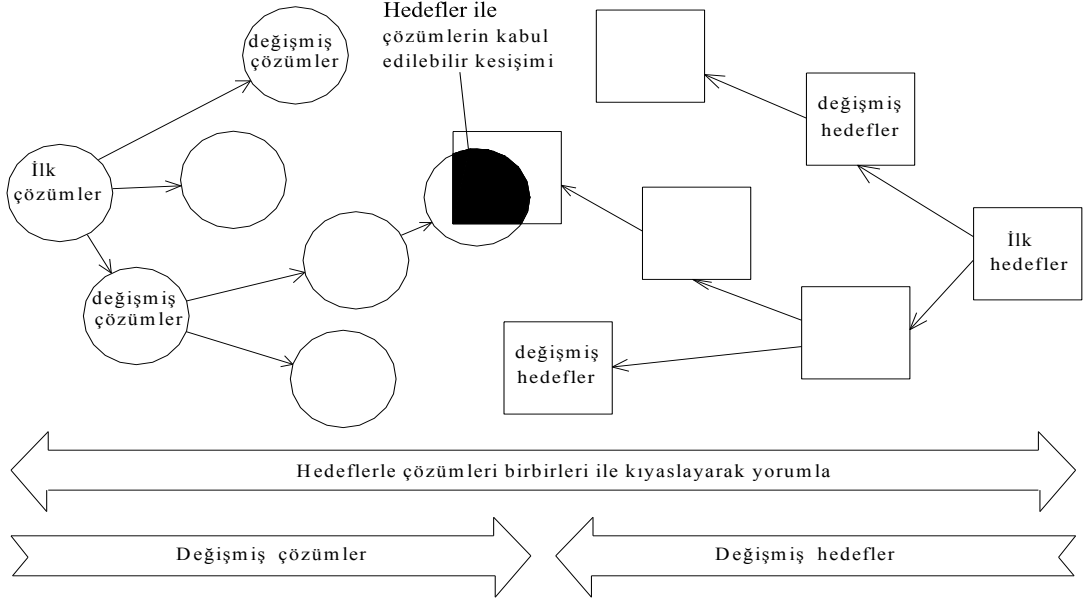 Hedefler ile
çözümlerin kabul
edilebilir kesişimi
değişmiş
çözümler
değişmiş
hedefler
İlk
çözümler
İlk
hedefler
değişmiş
çözümler
değişmiş
hedefler
Hedeflerle çözümleri birbirleri ile kıyaslayarak yorumla
Değişmiş çözümler
Değişmiş hedefler